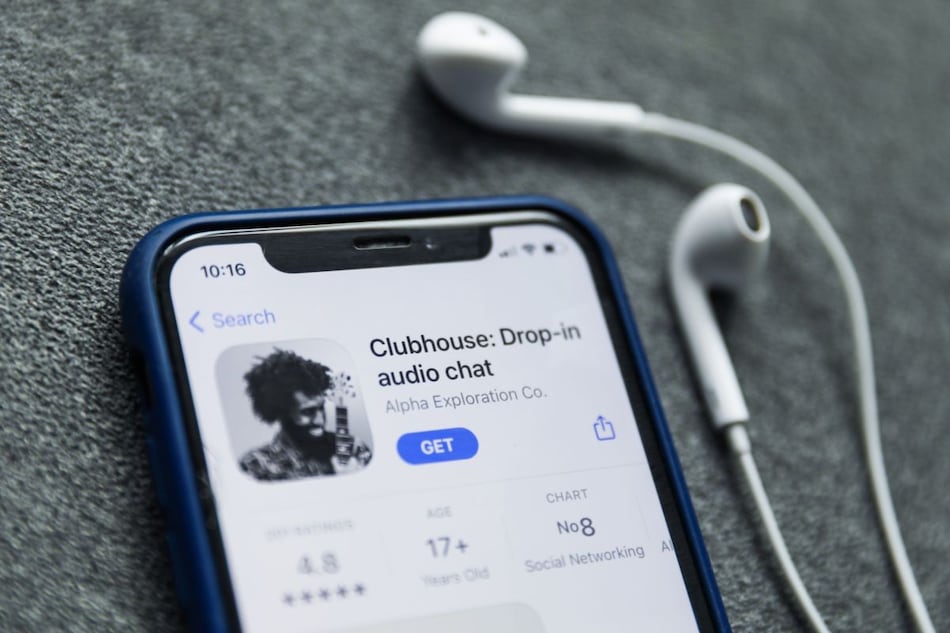 10:16
Search
Clubhouse: Drop-in
audio chat
Alpha Exploration Co.
GET
AGE
CHART
4.8
17+
No8
Years Old
Social Networking